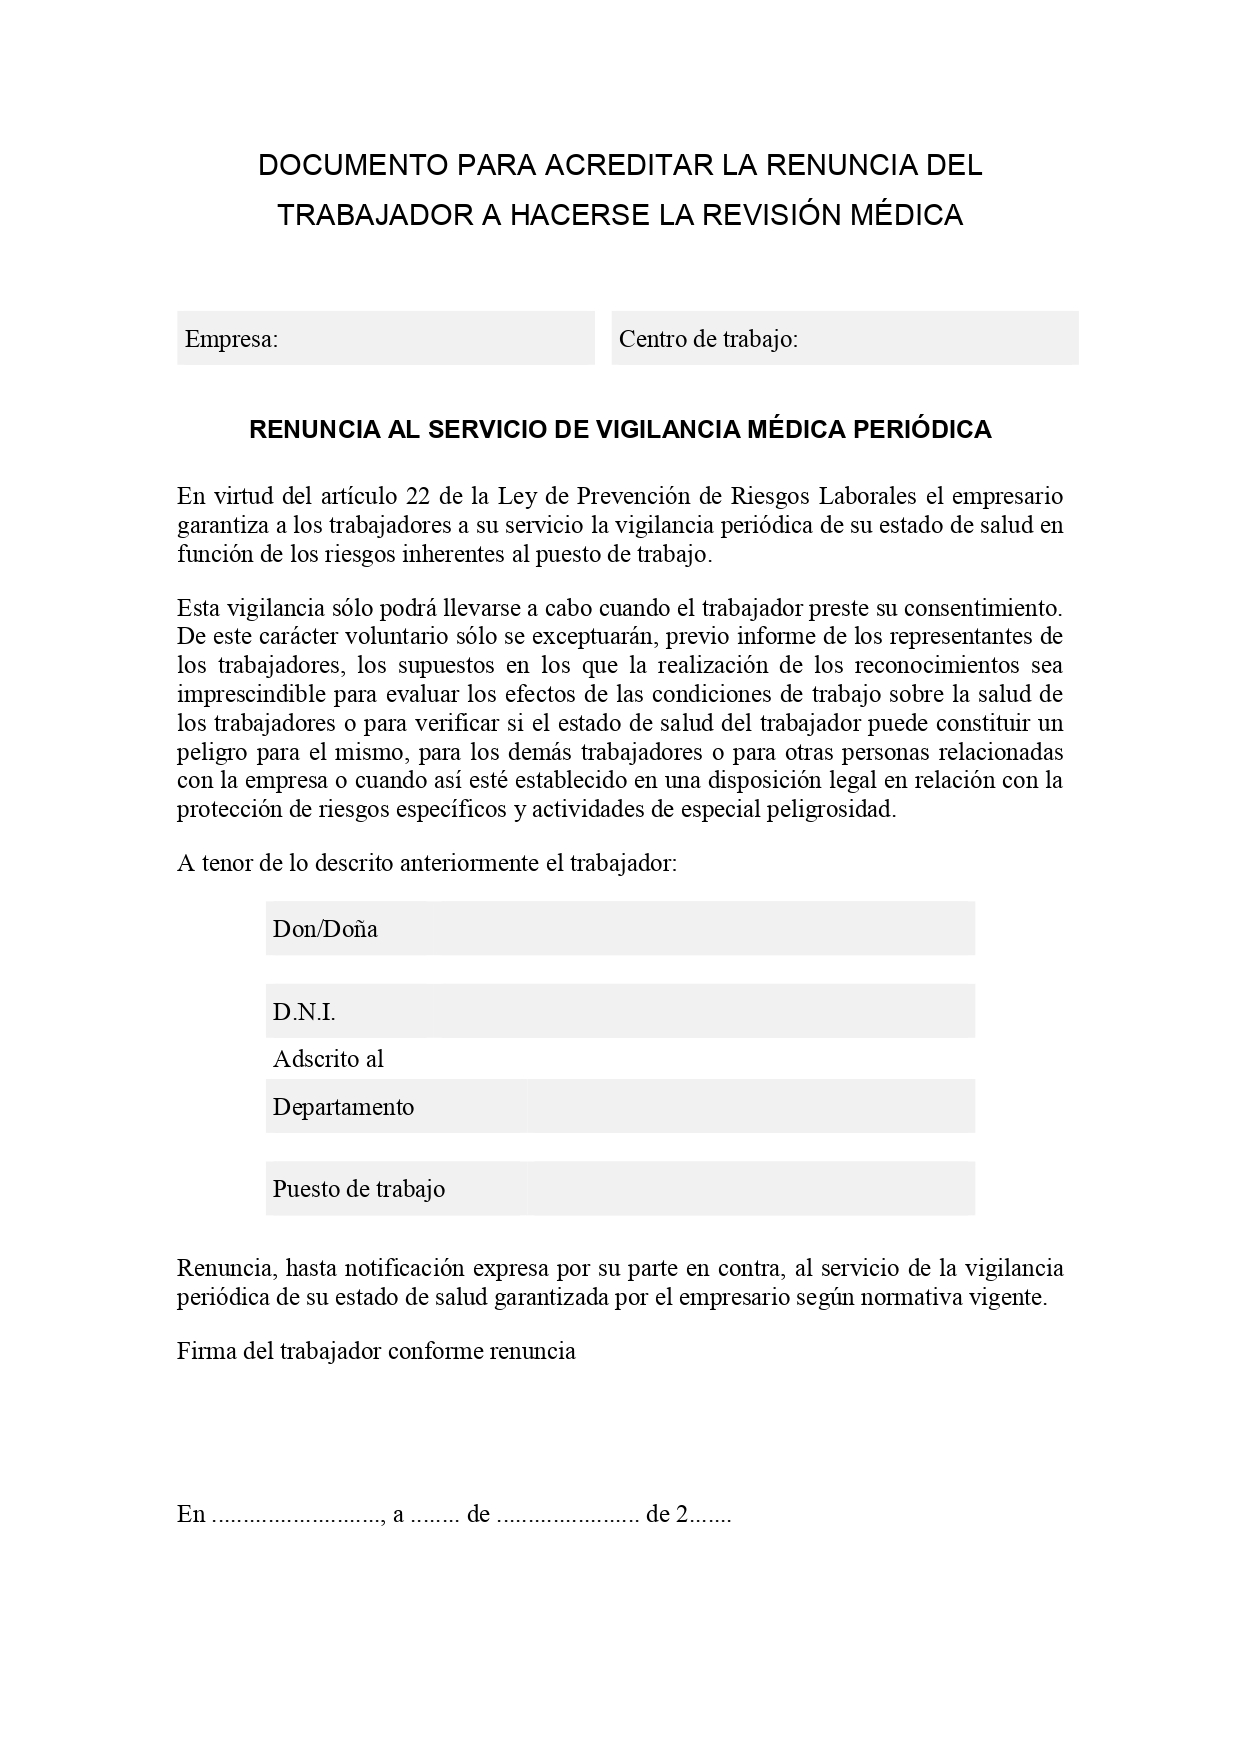 DOCUMENTO PARA ACREDITAR LA RENUNCIA DEL
TRABAJADOR A HACERSE LA REVISIÓN MÉDICA
Empresa:
Centro de trabajo:
RENUNCIA AL SERVICIO DE VIGILANCIA MÉDICA PERIÓDICA
En virtud del artículo 22 de la Ley de Prevención de Riesgos Laborales el empresario
garantiza a los trabajadores a su servicio la vigilancia periódica de su estado de salud en
función de los riesgos inherentes al puesto de trabajo.
Esta vigilancia sólo podrá llevarse a cabo cuando el trabajador preste su consentimiento.
De este carácter voluntario sólo se exceptuarán, previo informe de los representantes de
los trabajadores, los supuestos en los que la realización de los reconocimientos sea
imprescindible para evaluar los efectos de las condiciones de trabajo sobre la salud de
los trabajadores o para verificar si el estado de salud del trabajador puede constituir un
peligro para el mismo, para los demás trabajadores o para otras personas relacionadas
con la empresa o cuando así esté establecido en una disposición legal en relación con la
protección de riesgos específicos y actividades de especial peligrosidad.
A tenor de lo descrito anteriormente el trabajador:
Don/Doña
D.N.I.
Adscrito al
Departamento
Puesto de trabajo
Renuncia, hasta notificación expresa por su parte en contra, al servicio de la vigilancia
periódica de su estado de salud garantizada por el empresario según normativa vigente.
Firma del trabajador conforme renuncia
En ..........................., a ........ de ....................... de 2.......